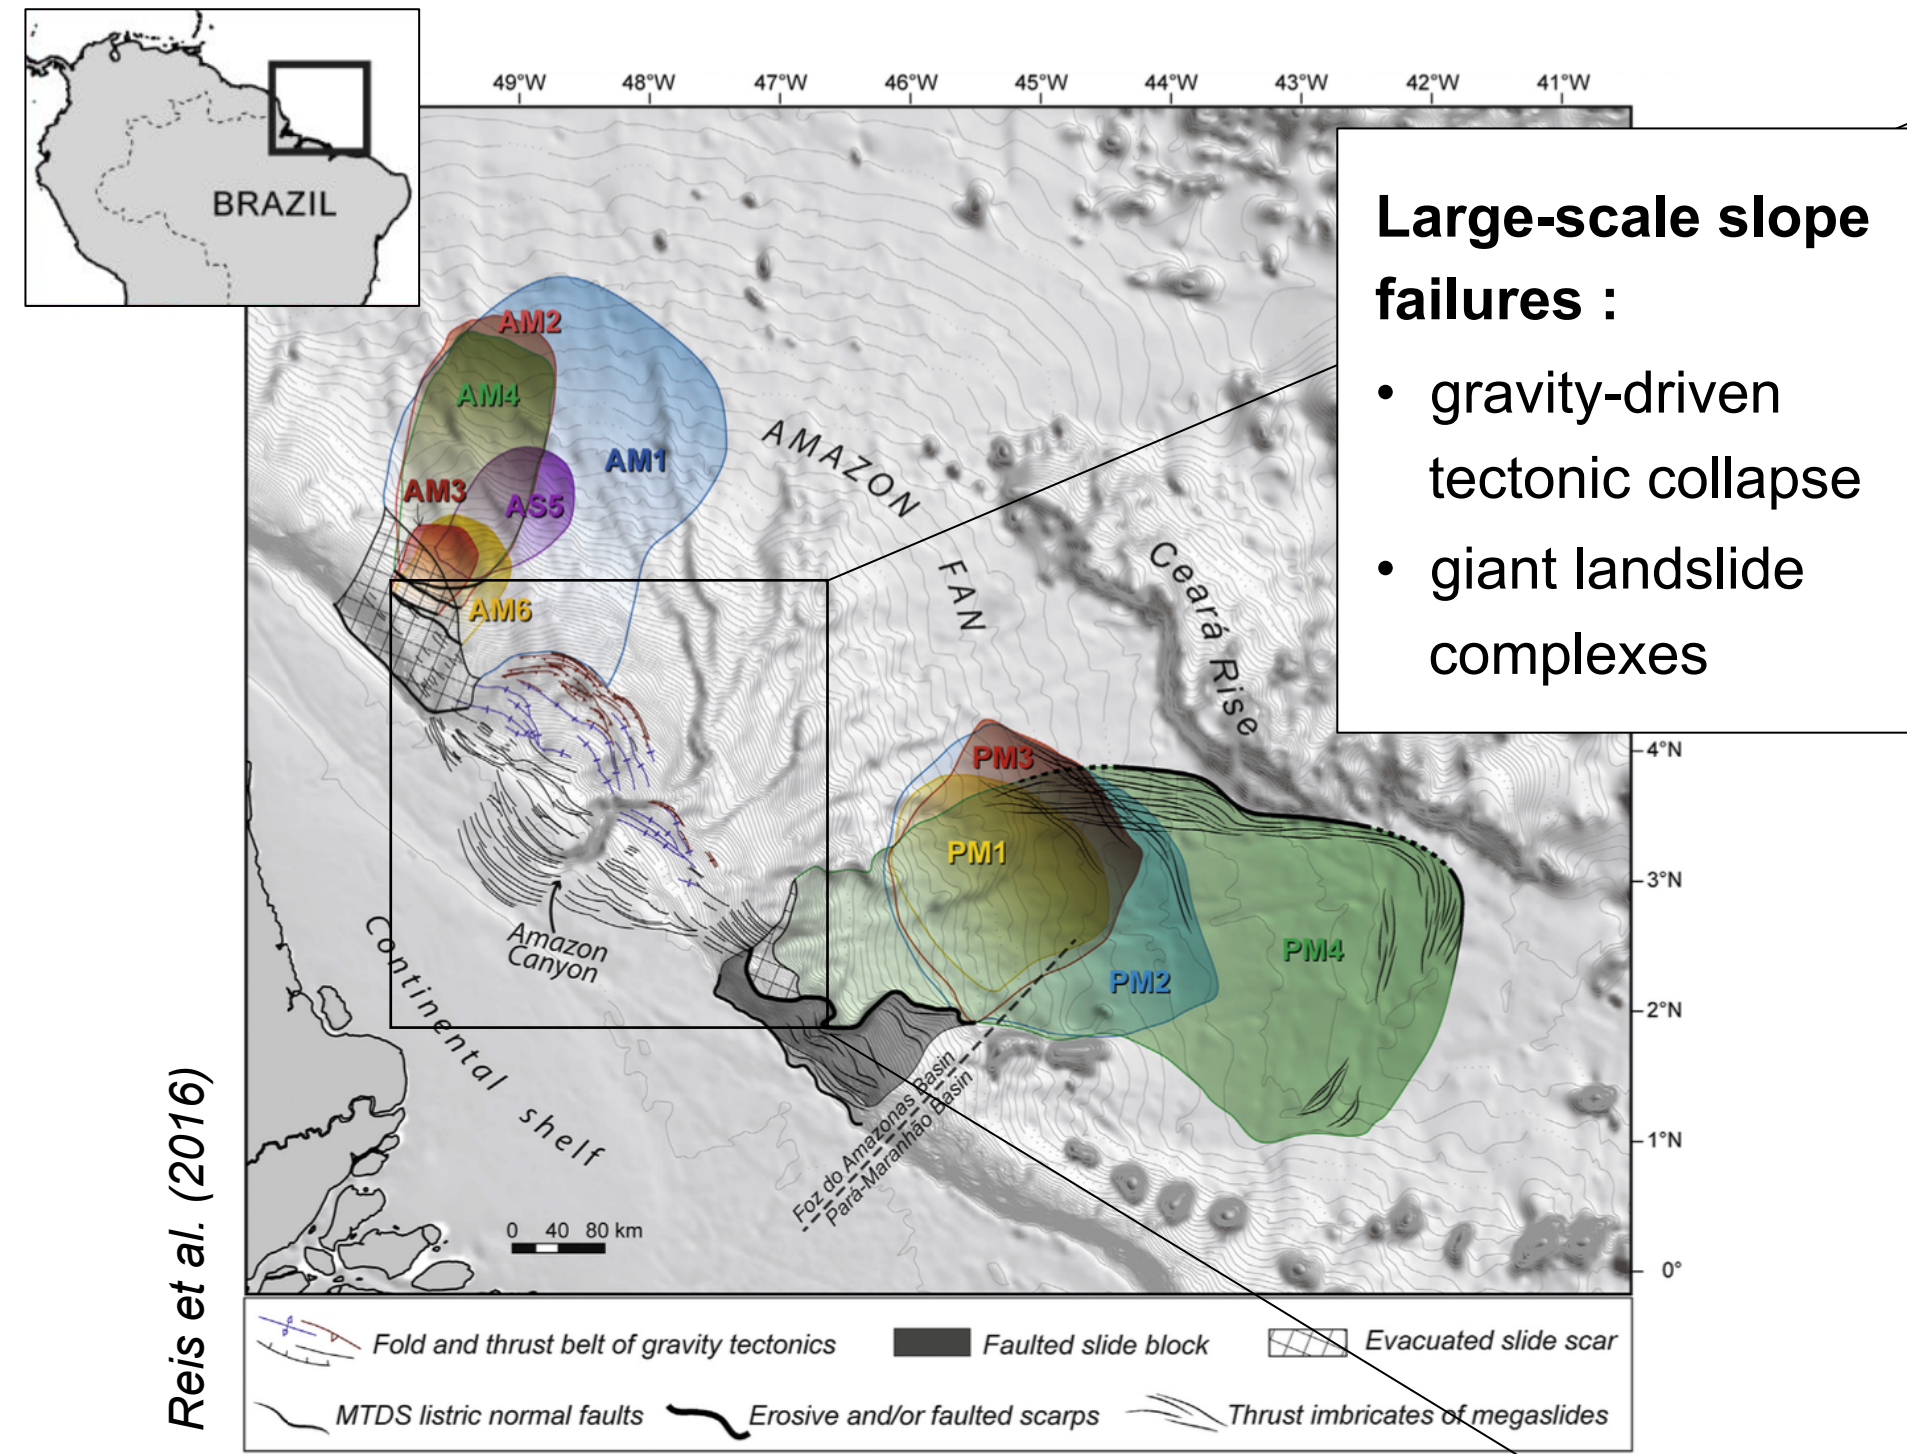 BRAZIL
49°W 48°W 47°W 46°W 45°W 44°W 43°W 42°W 41°W
Large-scale slope
failures :
• gravity-driven
tectonic collapse
• giant landslide
complexes
AM2
AM4
AM1
AM3
AS5
AM6
AMAZON
FAN
Ceará Rise
4°N
3°N
2°N
1°N
0°
PM3
PM1
PM4
PM2
Amazon
Canyon
Continental shelf
Foz do Amazonas Basin
Pará-Maranhão Basin
0 40 80 km
Reis et al. (2016)
Fold and thrust belt of gravity tectonics
Faulted slide block
Evacuated slide scar
MTDS listric normal faults
Erosive and/or faulted scarps
Thrust imbricates of megaslides